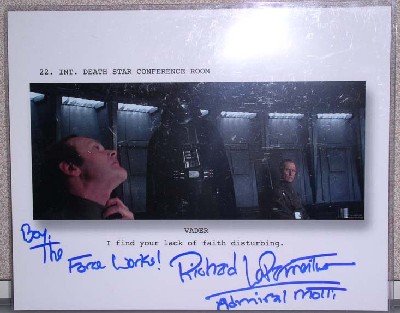 22. INT. DEATH STAR CONFERENCE ROOM
VADER
I find your lack of faith disturbing.
Boy,
The Force Works!
Richard LeParmentier
Admiral Motti